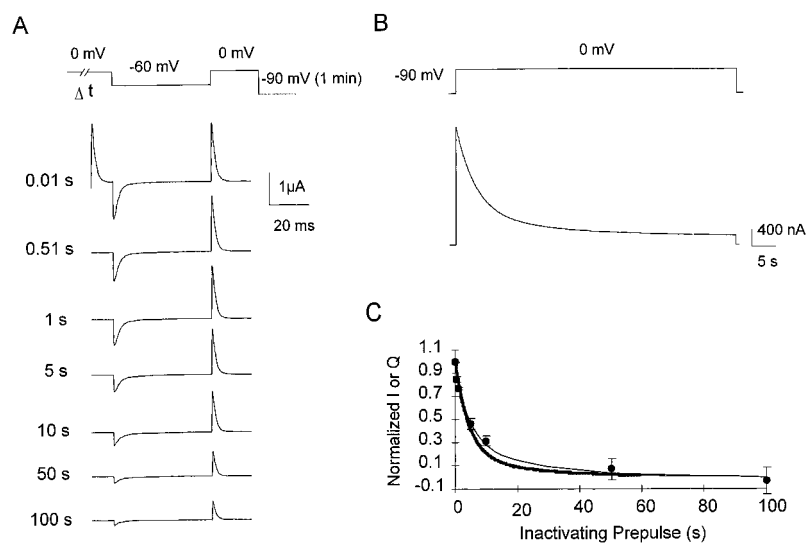 A
0 mV
-60 mV
0 mV
-90 mV (1 min)
Δ t
0.01 s
0.51 s
1 s
5 s
10 s
50 s
100 s
1µA
20 ms
B
0 mV
-90 mV
400 nA
5 s
C
Normalized I or Q
1.1
0.9
0.7
0.5
0.3
0.1
-0.1
0 20 40 60 80 100
Inactivating Prepulse (s)